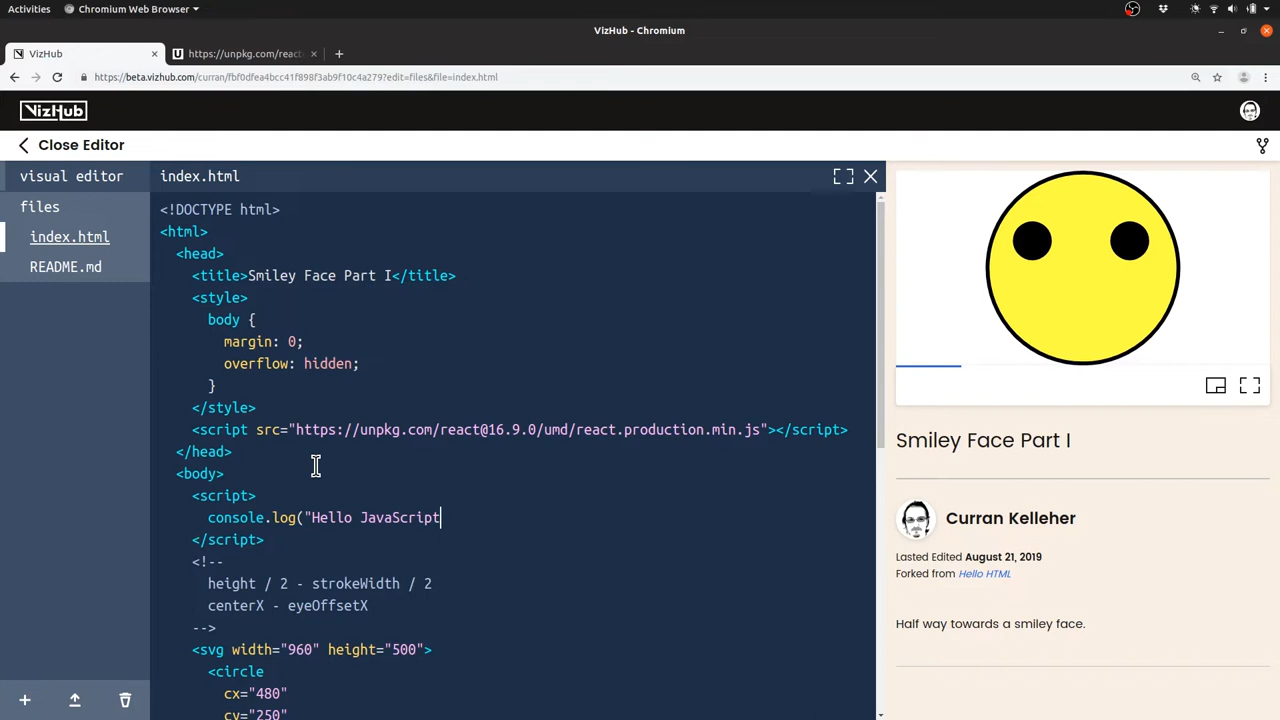 Activities
Chromium Web Browser
VizHub - Chromium
VizHub
https://unpkg.com/reac
https://beta.vizhub.com/curran/fbf0dfea4bcc41f898f3ab9f10c4a279?edit=files&file=index.html
VizHub
Close Editor
visual editor
files
index.html
README.md
index.html
<!DOCTYPE html>
<html>
<head>
<title>Smiley Face Part I</title>
<style>
body {
margin: 0;
overflow: hidden;
}
</style>
<script src="https://unpkg.com/react@16.9.0/umd/react.production.min.js"></script>
</head>
<body>
<script>
console.log("Hello JavaScript
</script>
<!--
height / 2 - strokeWidth / 2
centerX - eyeOffsetX
-->
<svg width="960" height="500">
<circle
cx="480"
cy="250"
Smiley Face Part I
Curran Kelleher
Lasted Edited August 21, 2019
Forked from Hello HTML
Half way towards a smiley face.